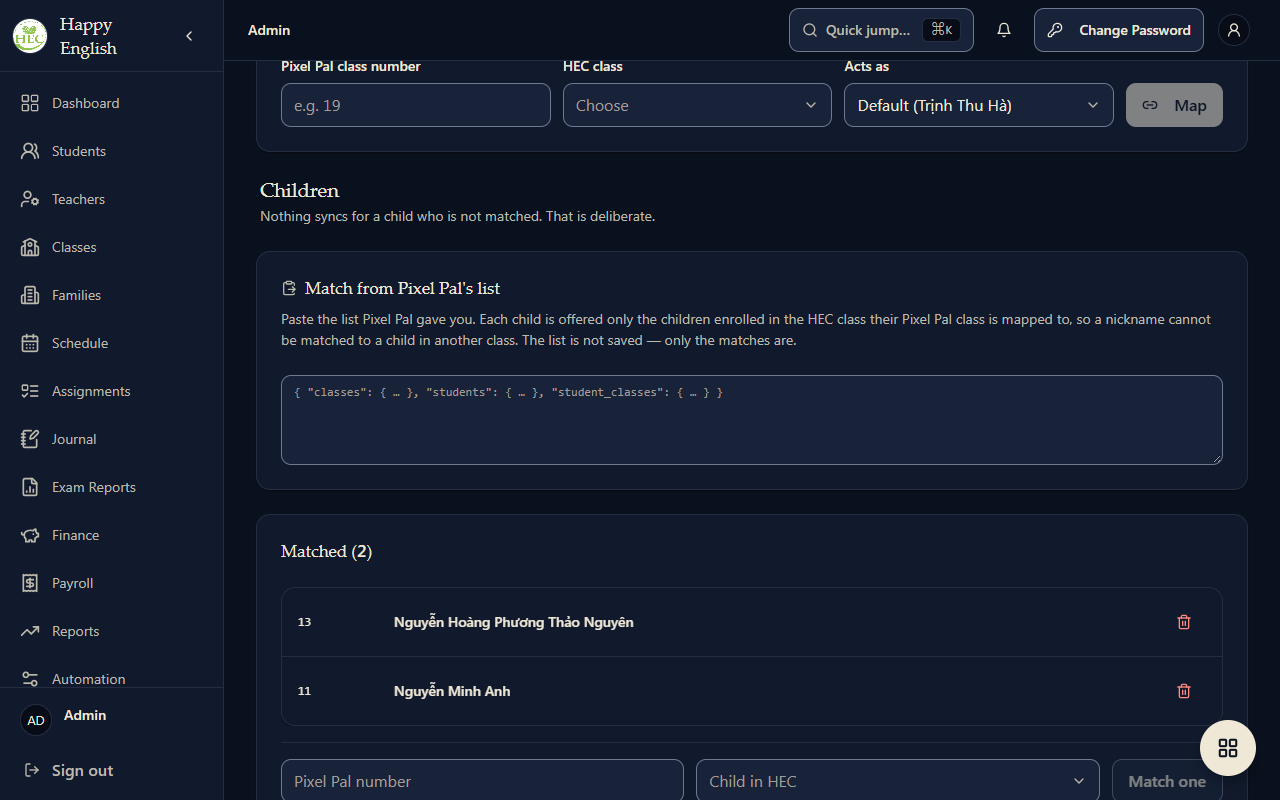 HEC
Happy
English
Admin
Quick jump...
⌘K
Change Password
Dashboard
Students
Teachers
Classes
Families
Schedule
Assignments
Journal
Exam Reports
Finance
Payroll
Reports
Automation
AD
Admin
Sign out
Pixel Pal class number
HEC class
Acts as
e.g. 19
Choose
Default (Trịnh Thu Hà)
Map
Children
Nothing syncs for a child who is not matched. That is deliberate.
Match from Pixel Pal's list
Paste the list Pixel Pal gave you. Each child is offered only the children enrolled in the HEC class their Pixel Pal class is mapped to, so a nickname cannot
be matched to a child in another class. The list is not saved — only the matches are.
{ "classes": { … }, "students": { … }, "student_classes": { … } }
Matched (2)
13
Nguyễn Hoàng Phương Thảo Nguyên
11
Nguyễn Minh Anh
Pixel Pal number
Child in HEC
Match one